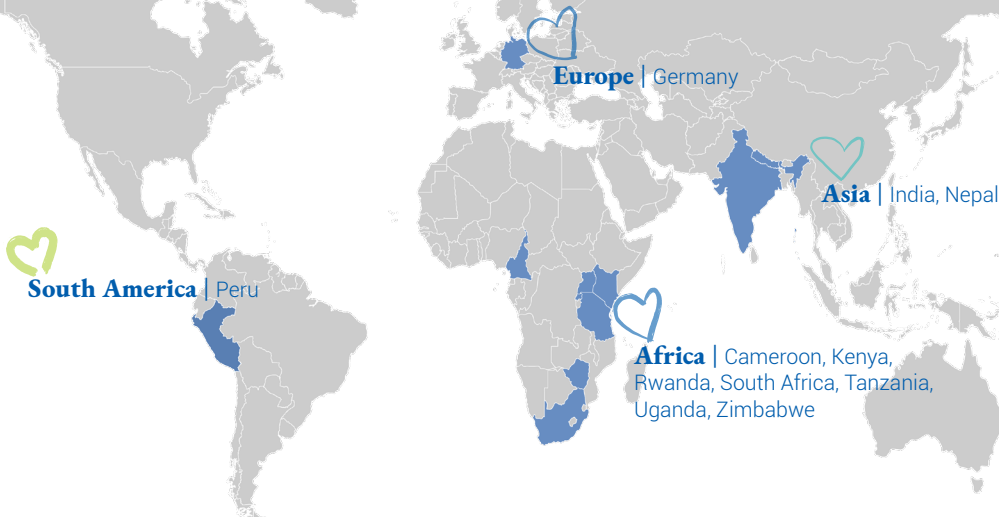 Europe | Germany
Asia | India, Nepal
South America | Peru
Africa | Cameroon, Kenya,
Rwanda, South Africa, Tanzania,
Uganda, Zimbabwe